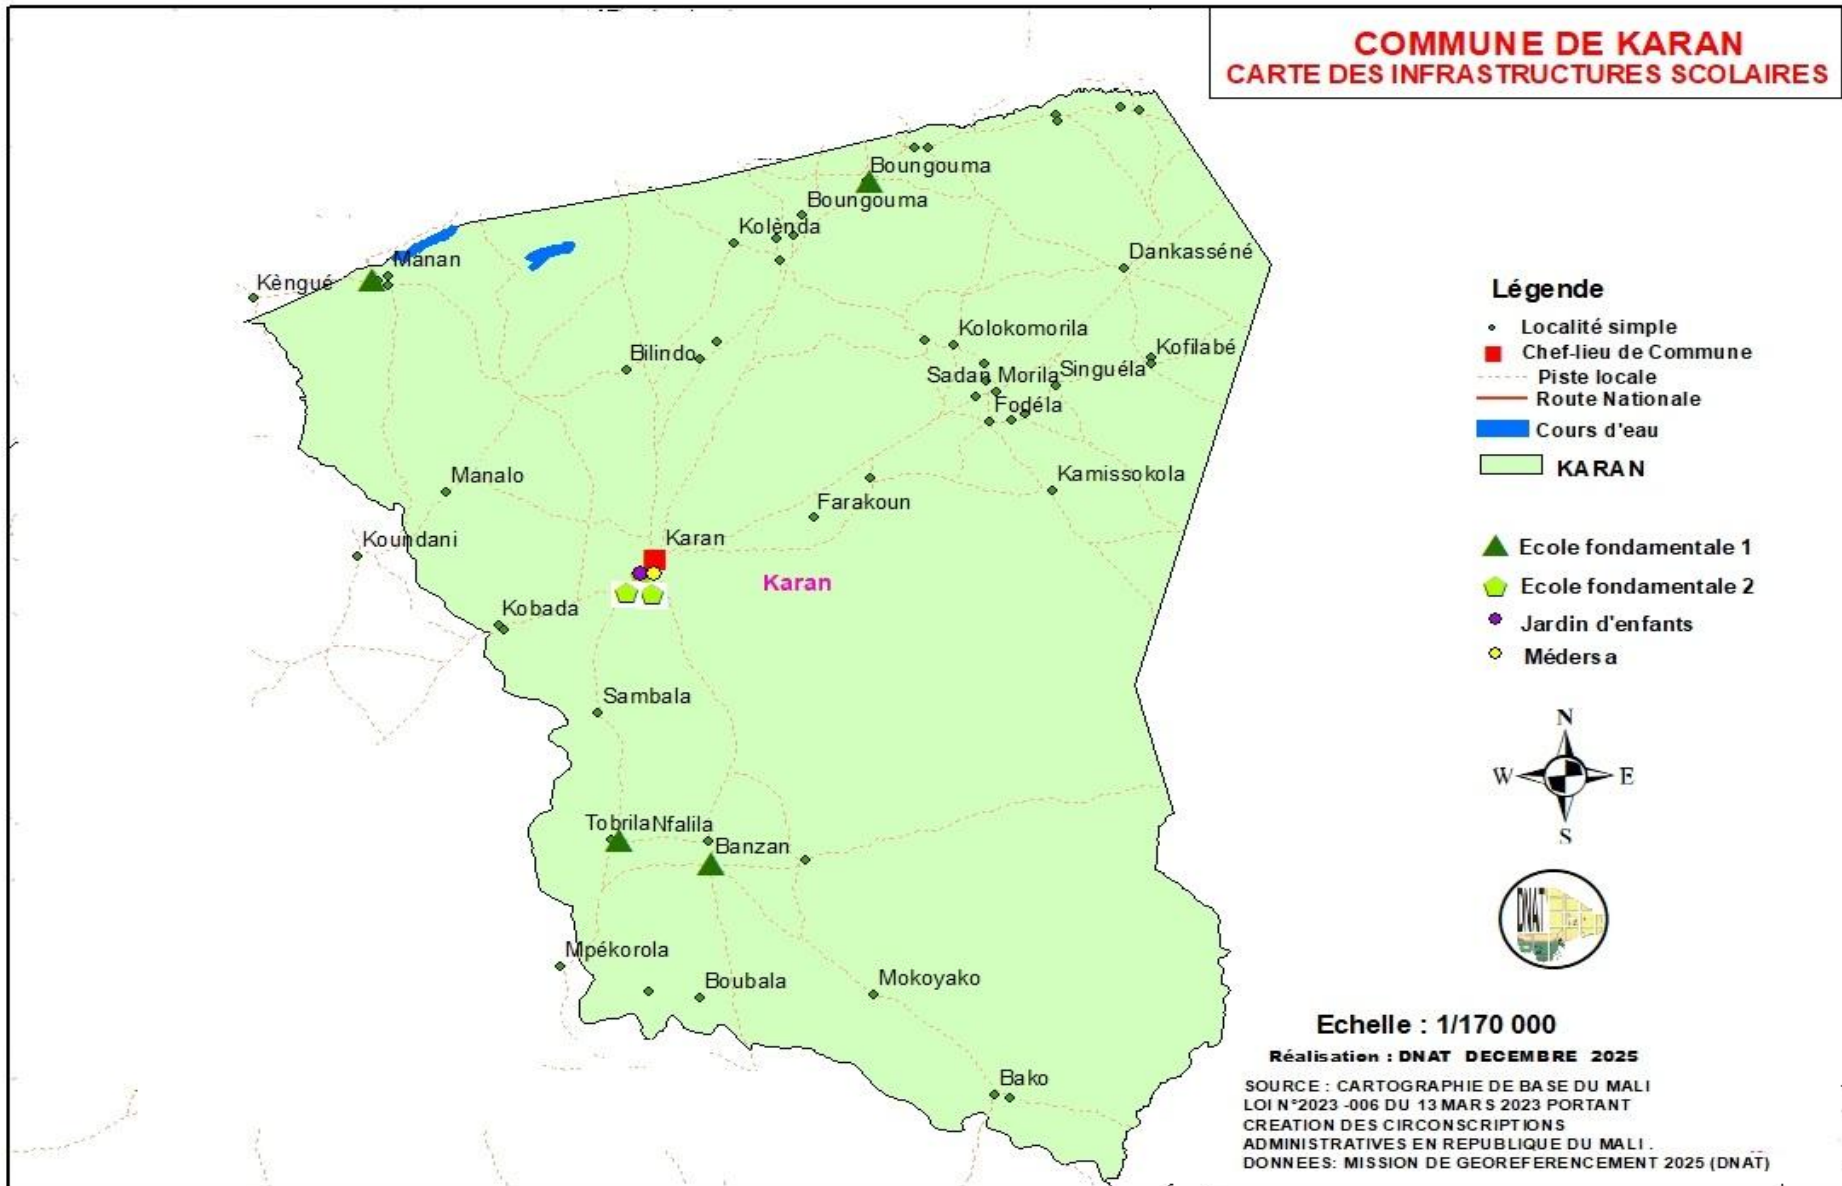 COMMUNE DE KARAN
CARTE DES INFRASTRUCTURES SCOLAIRES
Boungouma
Boungouma
Kolènda
Dankasséné
Manan
Kèngué
Kolokomorila
Kofilabé
Bilindo
Sadan Morila
Singuéla
Fodéla
Manalo
Kamissokola
Farakoun
Koundani
Karan
Karan
Kobada
Sambala
Tobrila
Nfalila
Banzan
Mpékorola
Boubala
Mokoyako
Bako
Légende
Localité simple
Chef-lieu de Commune
Piste locale
Route Nationale
Cours d'eau
KARAN
Ecole fondamentale 1
Ecole fondamentale 2
Jardin d'enfants
Médersa
N
W E
S
DNAT
Echelle : 1/170 000
Réalisation : DNAT DECEMBRE 2025
SOURCE : CARTOGRAPHIE DE BASE DU MALI
LOI N°2023 -006 DU 13 MARS 2023 PORTANT
CREATION DES CIRCONSCRIPTIONS
ADMINISTRATIVES EN REPUBLIQUE DU MALI .
DONNEES: MISSION DE GEOREFERENCEMENT 2025 (DNAT)